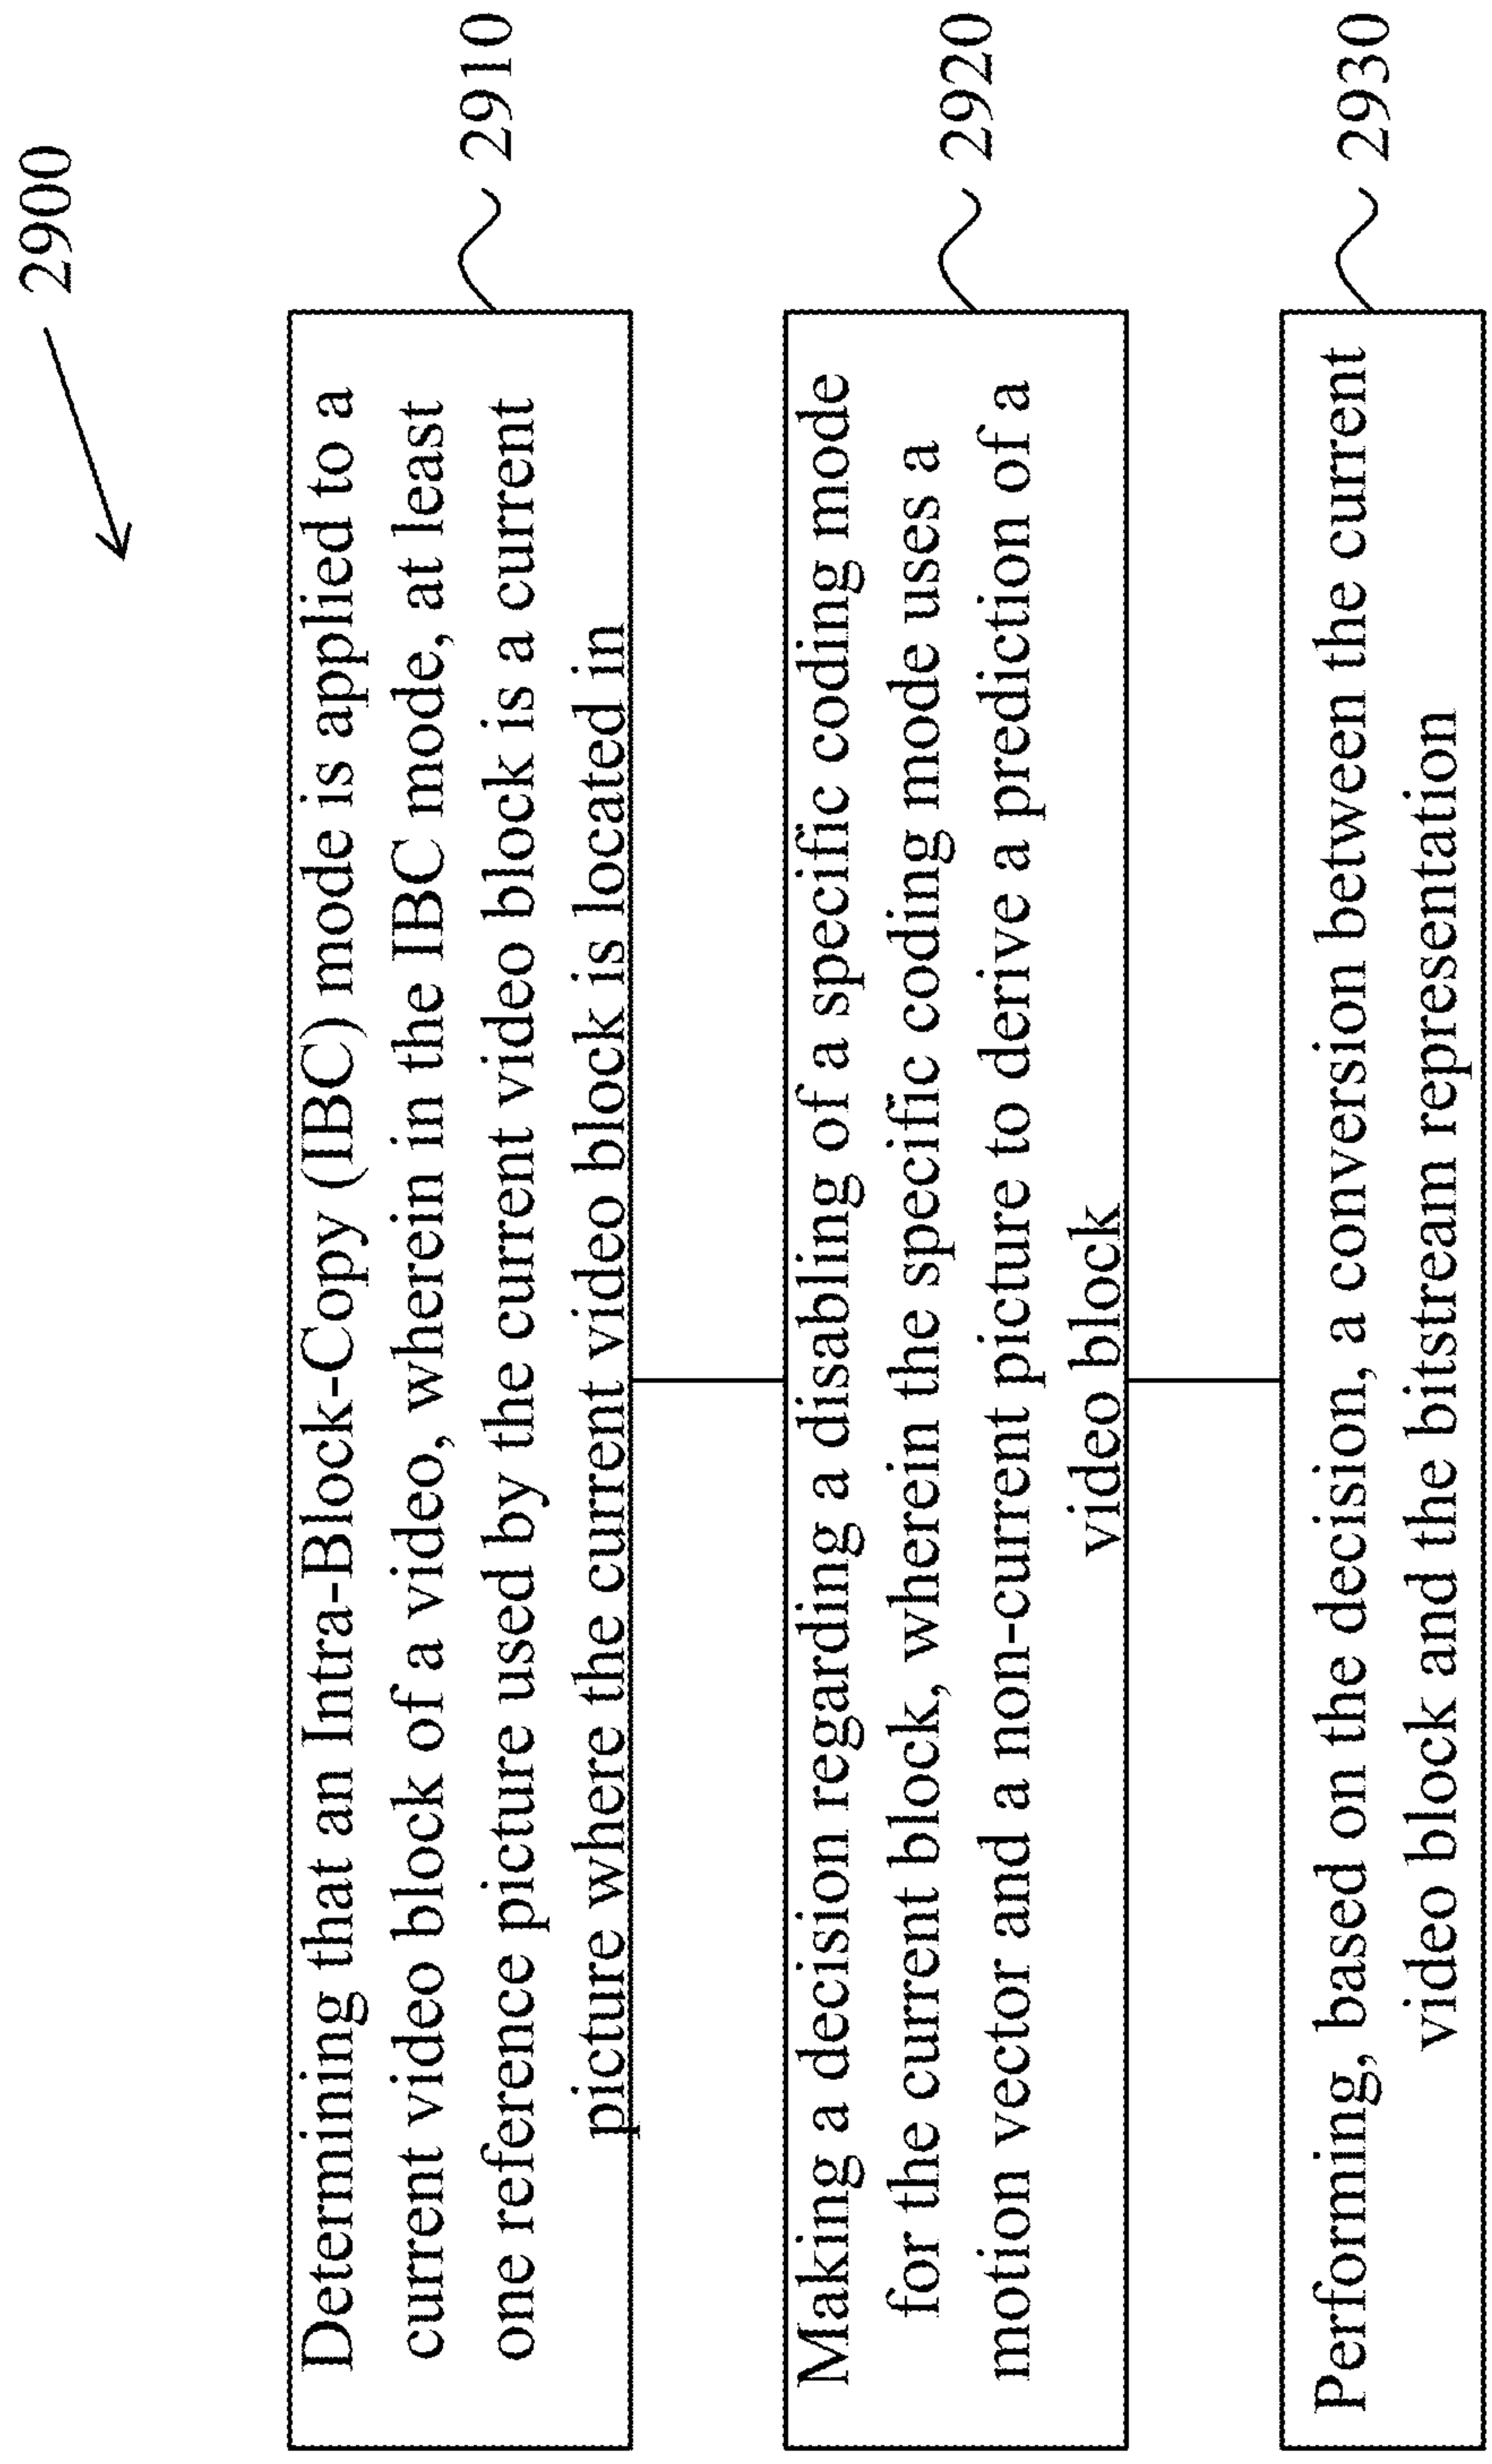 2900
Determining that an Intra-Block-Copy (IBC) mode is applied to a
current video block of a video, wherein in the IBC mode, at least
one reference picture used by the current video block is a current
picture where the current video block is located in
2910
Making a decision regarding a disabling of a specific coding mode
for the current block, wherein the specific coding mode uses a
motion vector and a non-current picture to derive a prediction of a
video block
2920
Performing, based on the decision, a conversion between the current
video block and the bitstream representation
2930